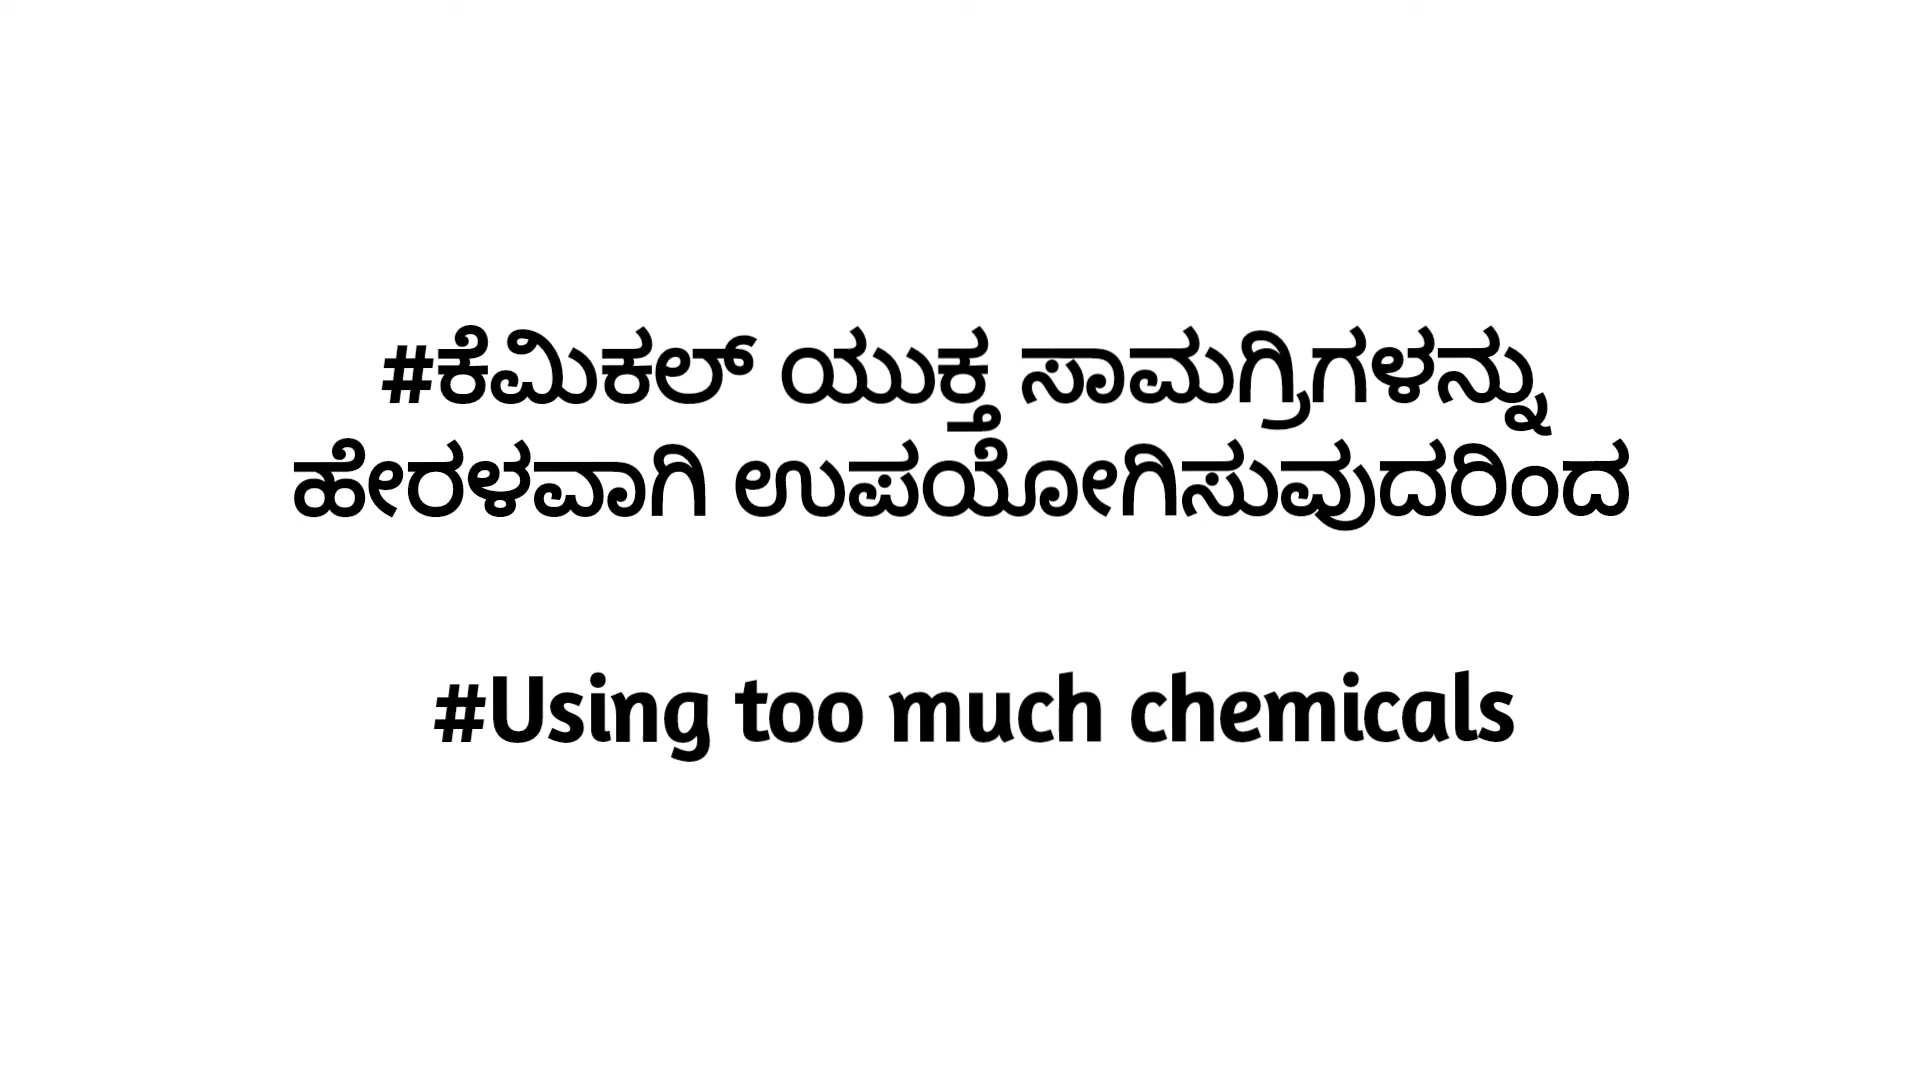 #ಕೆಮಿಕಲ್ ಯುಕ್ತ ಸಾಮಗ್ರಿಗಳನ್ನು
ಹೇರಳವಾಗಿ ಉಪಯೋಗಿಸುವುದರಿಂದ
#Using too much chemicals